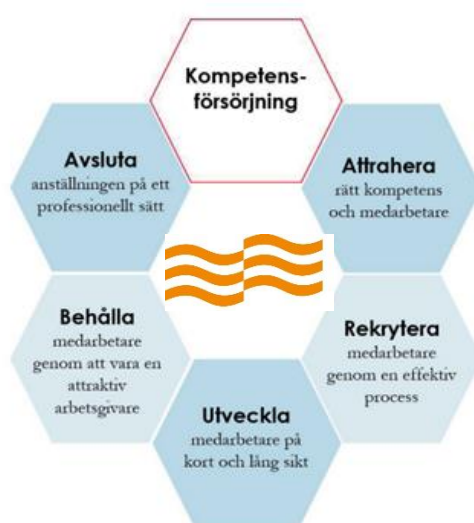 Kompetens-
försörjning
Attrahera
rätt kompetens
och medarbetare
Rekrytera
medarbetare
genom en effektiv
process
Utveckla
medarbetare på
kort och lång sikt
Behålla
medarbetare
genom att vara en
attraktiv
arbetsgivare
Avsluta
anställningen på ett
professionellt sätt